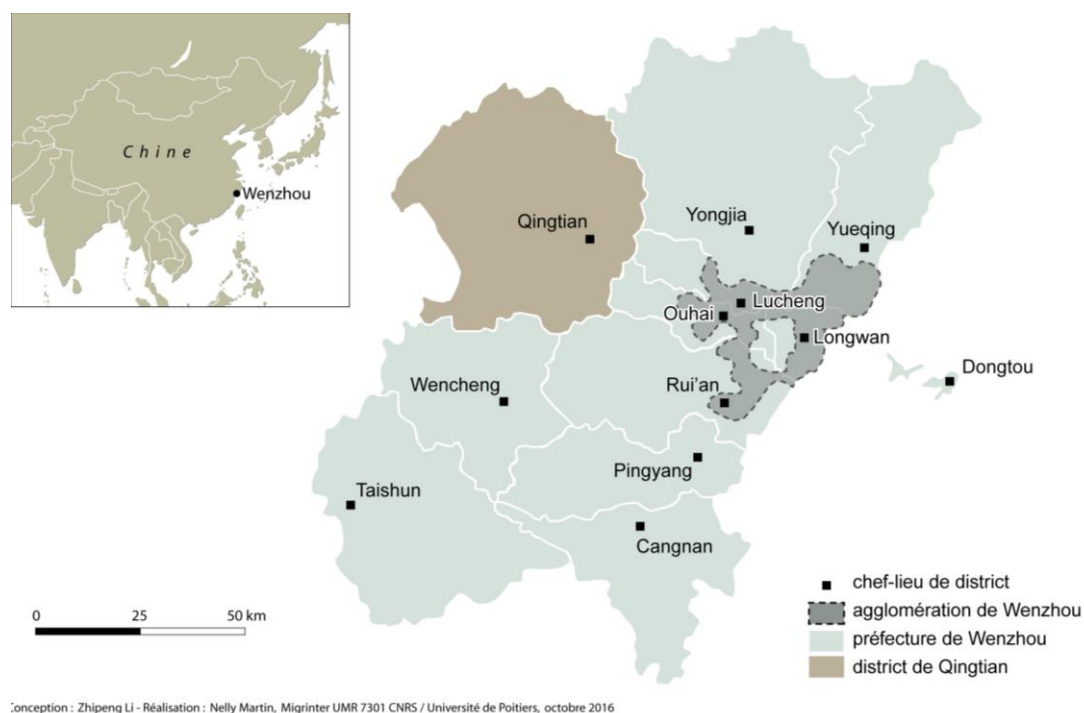 Chine
Wenzhou
Qingtian
Yongjia
Yueqing
Lucheng
Ouhai
Longwan
Dongtou
Wencheng
Rui'an
Pingyang
Taishun
Cangnan
chef-lieu de district
agglomération de Wenzhou
préfecture de Wenzhou
district de Qingtian
0 25 50 km
Conception : Zhipeng Li - Réalisation : Nelly Martin, Migrinter UMR 7301 CNRS / Université de Poitiers, octobre 2016